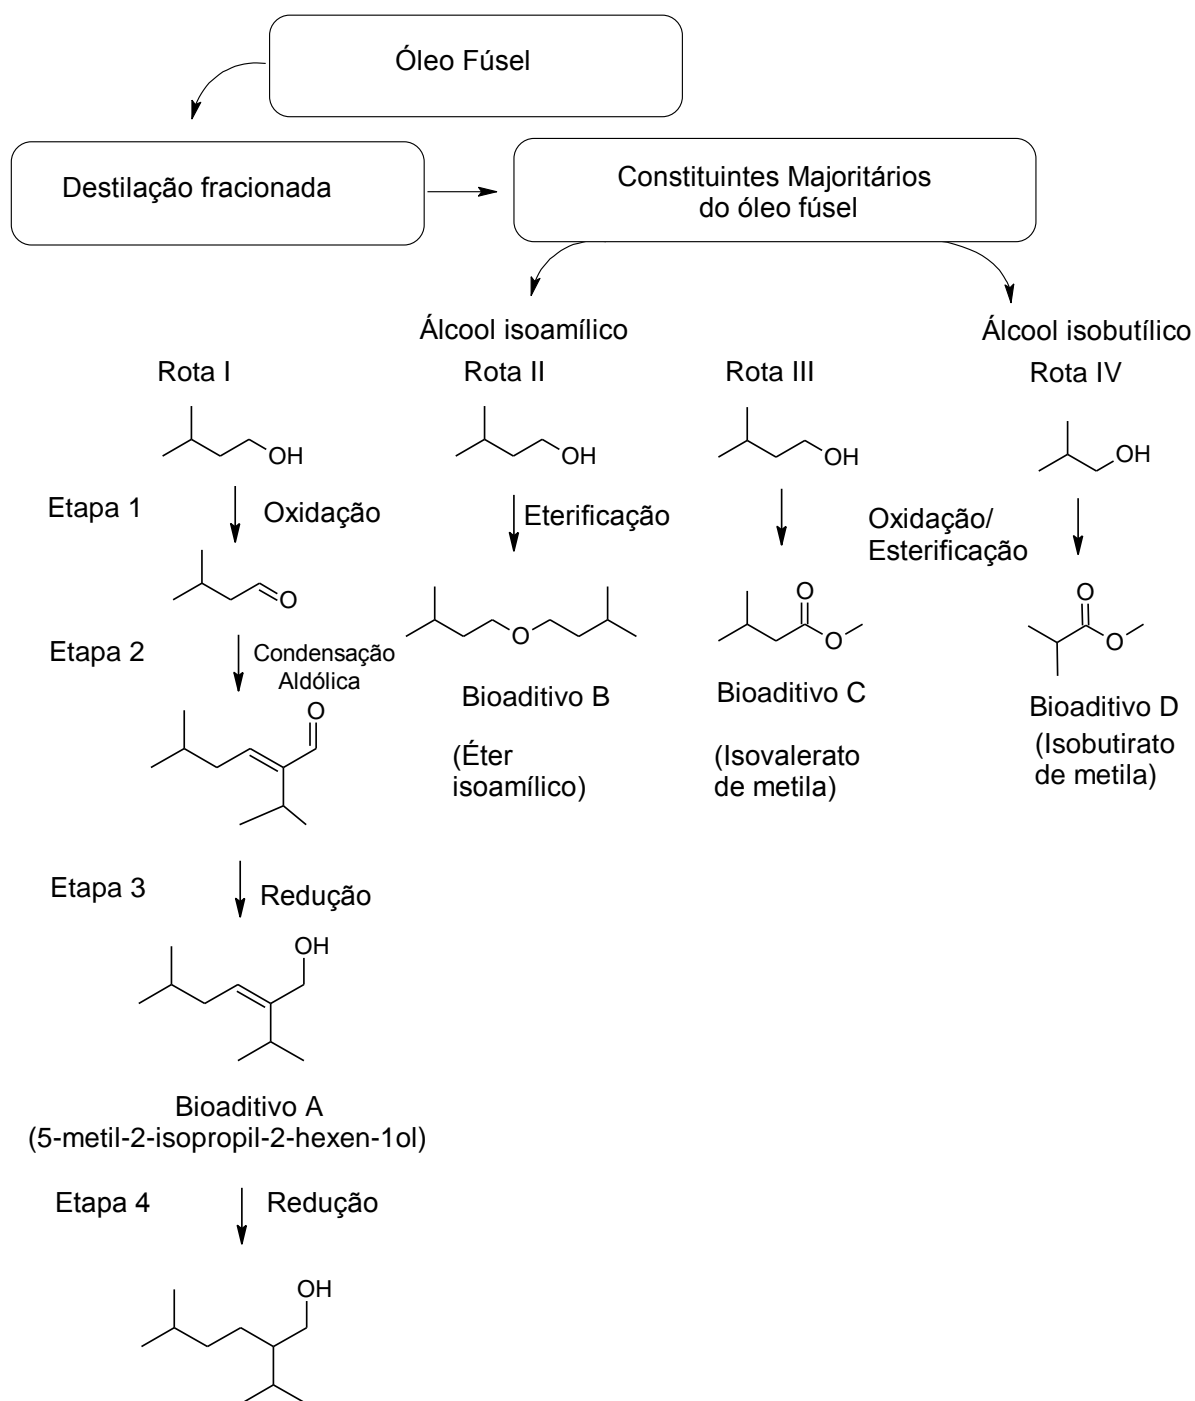 Óleo Fúsel
Destilação fracionada
Constituintes Majoritários
do óleo fúsel
Álcool isoamílico
Álcool isobutílico
Rota I
Rota II
Rota III
Rota IV
OH
OH
OH
OH
Etapa 1
Oxidação
Eterificação
Oxidação/
Esterificação
O
O
O
O
O
O
Etapa 2
Condensação
Aldólica
Bioaditivo B
(Éter
isoamílico)
Bioaditivo C
(Isovalerato
de metila)
Bioaditivo D
(Isobutirato
de metila)
O
Etapa 3
Redução
OH
Bioaditivo A
(5-metil-2-isopropil-2-hexen-1ol)
Etapa 4
Redução
OH